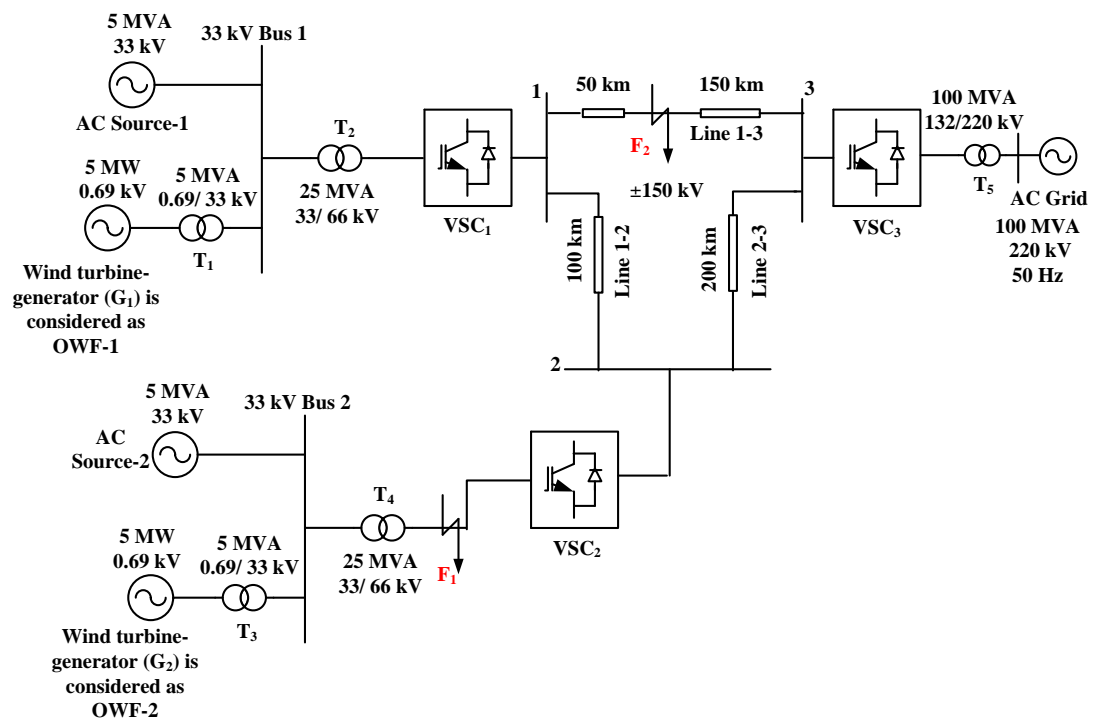 5 MVA
33 kV
AC Source-1
33 kV Bus 1
5 MW
0.69 kV
Wind turbine-
generator (G1) is
considered as
OWF-1
5 MVA
0.69/ 33 kV
T1
T2
25 MVA
33/ 66 kV
VSC1
1
50 km
F2
150 km
Line 1-3
±150 kV
3
100 km
Line 1-2
200 km
Line 2-3
VSC3
100 MVA
132/220 kV
T5
AC Grid
100 MVA
220 kV
50 Hz
2
5 MVA
33 kV
AC
Source-2
33 kV Bus 2
5 MW
0.69 kV
Wind turbine-
generator (G2) is
considered as
OWF-2
5 MVA
0.69/ 33 kV
T3
T4
25 MVA
33/ 66 kV
F1
VSC2